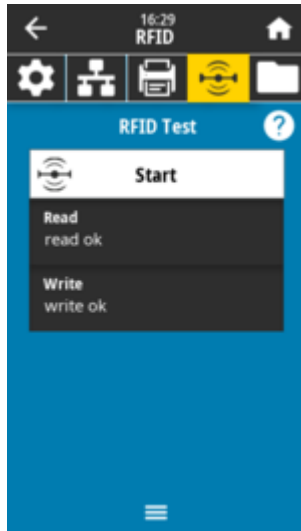 16:29
RFID
RFID Test
?
Start
Read
read ok
Write
write ok